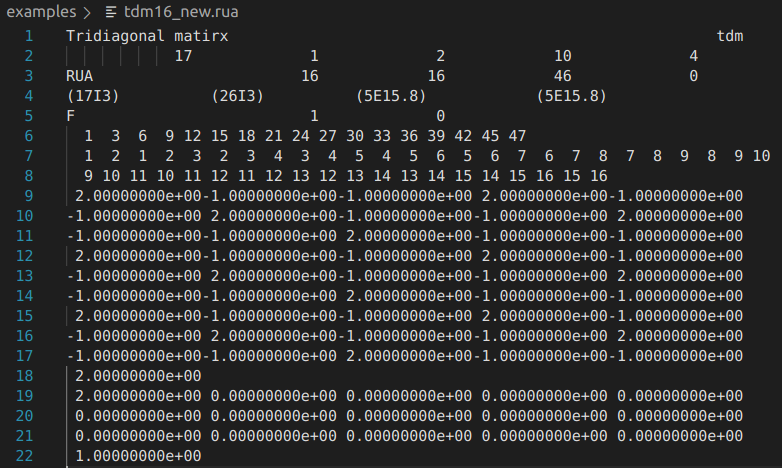 examples > tdm16_new.rua
1 Tridiagonal matirx tdm
2 17 1 2 10 4
3 RUA 16 16 46 0
4 (17I3) (26I3) (5E15.8) (5E15.8)
5 F 1 0
6 1 3 6 9 12 15 18 21 24 27 30 33 36 39 42 45 47
7 1 2 1 2 3 2 3 4 3 4 5 4 5 6 5 6 7 6 7 8 7 8 9 8 9 10
8 9 10 11 10 11 12 11 12 13 12 13 14 13 14 15 14 15 16 15 16
9 2.00000000e+00-1.00000000e+00-1.00000000e+00 2.00000000e+00-1.00000000e+00
10 -1.00000000e+00 2.00000000e+00-1.00000000e+00-1.00000000e+00 2.00000000e+00
11 -1.00000000e+00-1.00000000e+00 2.00000000e+00-1.00000000e+00-1.00000000e+00
12 2.00000000e+00-1.00000000e+00-1.00000000e+00 2.00000000e+00-1.00000000e+00
13 -1.00000000e+00 2.00000000e+00-1.00000000e+00-1.00000000e+00 2.00000000e+00
14 -1.00000000e+00-1.00000000e+00 2.00000000e+00-1.00000000e+00-1.00000000e+00
15 2.00000000e+00-1.00000000e+00-1.00000000e+00 2.00000000e+00-1.00000000e+00
16 -1.00000000e+00 2.00000000e+00-1.00000000e+00-1.00000000e+00 2.00000000e+00
17 -1.00000000e+00-1.00000000e+00 2.00000000e+00-1.00000000e+00-1.00000000e+00
18 2.00000000e+00
19 2.00000000e+00 0.00000000e+00 0.00000000e+00 0.00000000e+00 0.00000000e+00
20 0.00000000e+00 0.00000000e+00 0.00000000e+00 0.00000000e+00 0.00000000e+00
21 0.00000000e+00 0.00000000e+00 0.00000000e+00 0.00000000e+00 0.00000000e+00
22 1.00000000e+00